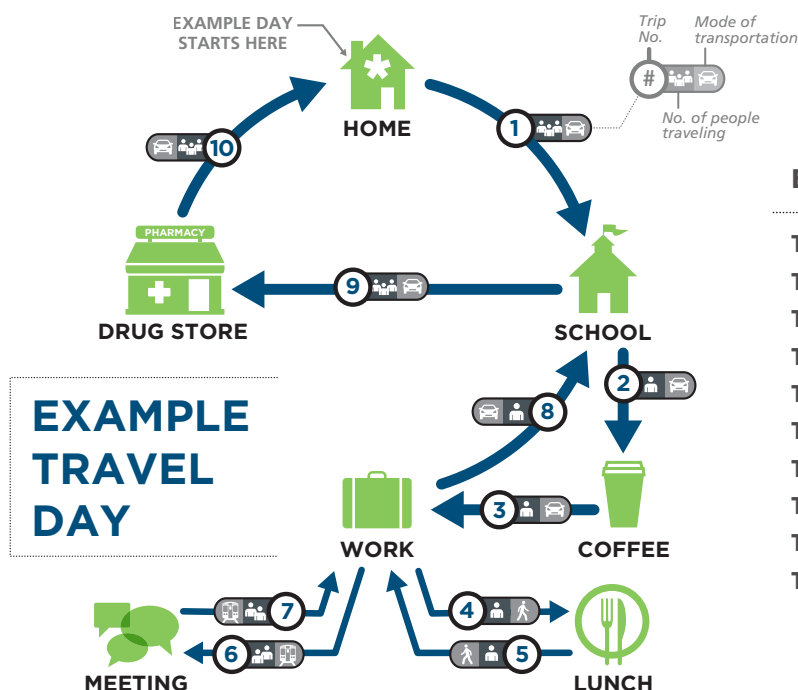 EXAMPLE DAY
STARTS HERE
Trip
No.
Mode of
transportation
#
No. of people
traveling
HOME
1
10
PHARMACY
DRUG STORE
9
SCHOOL
2
8
EXAMPLE
TRAVEL
DAY
3
WORK
COFFEE
7
4
6
5
MEETING
LUNCH
E
T
T
T
T
T
T
T
T
T
T